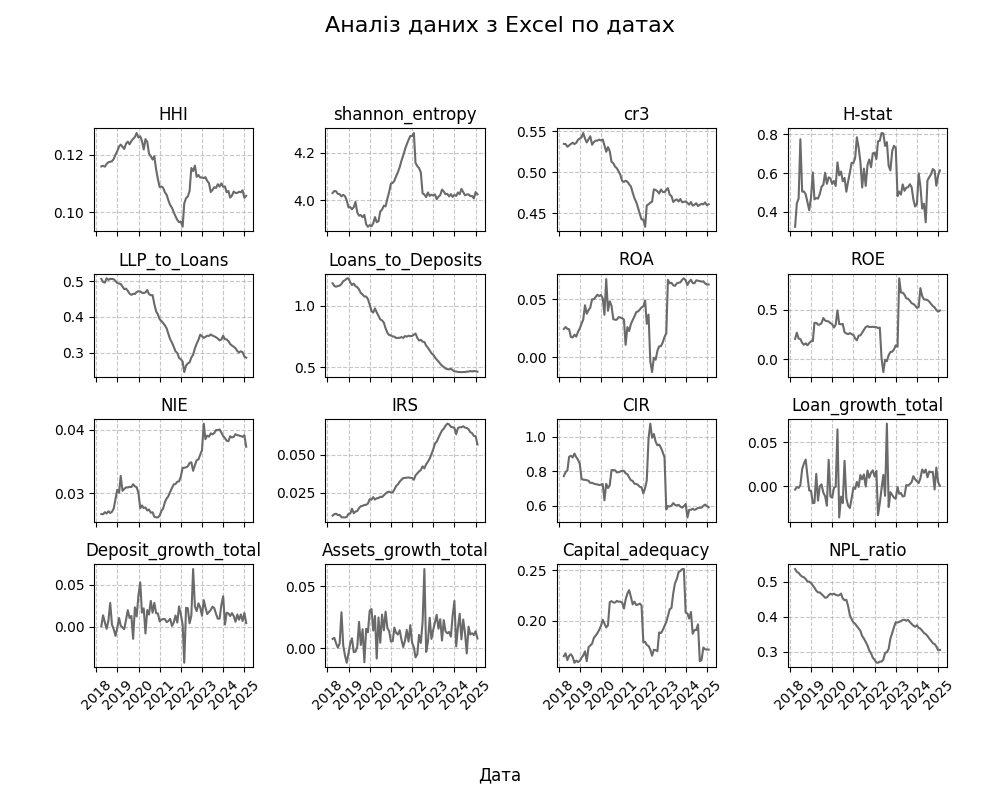 Аналіз даних з Excel по датах
HHI
shannon_entropy
cr3
H-stat
0.12
0.10
4.2
4.0
0.55
0.50
0.45
0.8
0.6
0.4
LLP_to_Loans
Loans_to_Deposits
ROA
ROE
0.5
0.4
0.3
1.0
0.5
0.05
0.00
0.5
0.0
NIE
IRS
CIR
Loan_growth_total
0.04
0.03
0.050
0.025
1.0
0.8
0.6
0.05
0.00
Deposit_growth_total
Assets_growth_total
Capital_adequacy
NPL_ratio
0.05
0.00
0.05
0.00
0.25
0.20
0.5
0.4
0.3
2018 2019 2020 2021 2022 2023 2024 2025
2018 2019 2020 2021 2022 2023 2024 2025
2018 2019 2020 2021 2022 2023 2024 2025
2018 2019 2020 2021 2022 2023 2024 2025
Дата